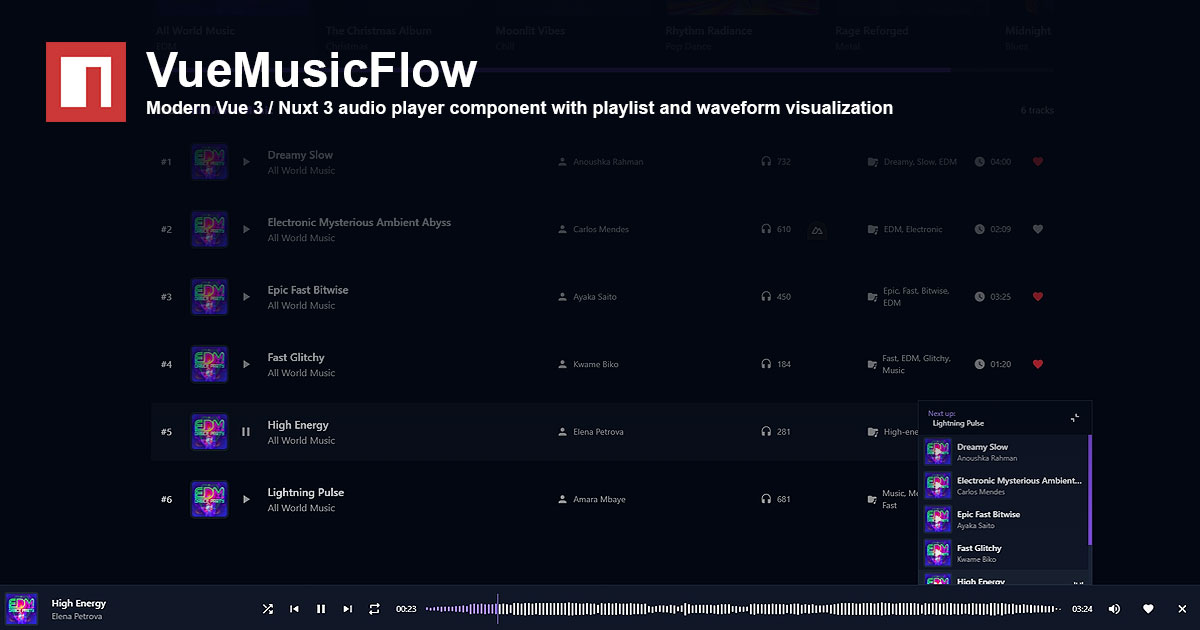 All World Music
The Christmas Album
Moonlit Vibes
Rhythm Radiance
Rage Reforged
Midnight
EDM
Christmas
Chill
Pop Dance
Metal
Blues
VueMusicFlow
Modern Vue 3 / Nuxt 3 audio player component with playlist and waveform visualization
6 tracks
#1
Dreamy Slow
All World Music
Anoushka Rahman
732
Dreamy, Slow, EDM
04:00
#2
Electronic Mysterious Ambient Abyss
All World Music
Carlos Mendes
610
EDM, Electronic
02:09
#3
Epic Fast Bitwise
All World Music
Ayaka Saito
450
Epic, Fast, Bitwise,
EDM
03:25
#4
Fast Glitchy
All World Music
Kwame Biko
184
Fast, EDM, Glitchy,
Music
01:20
#5
High Energy
All World Music
Elena Petrova
281
High-ene
#6
Lightning Pulse
All World Music
Amara Mbaye
681
Music, Me
Fast
Next up:
Lightning Pulse
Dreamy Slow
Anoushka Rahman
Electronic Mysterious Ambient...
Carlos Mendes
Epic Fast Bitwise
Ayaka Saito
Fast Glitchy
Kwame Biko
High Energy
High Energy
Elena Petrova
00:23
03:24